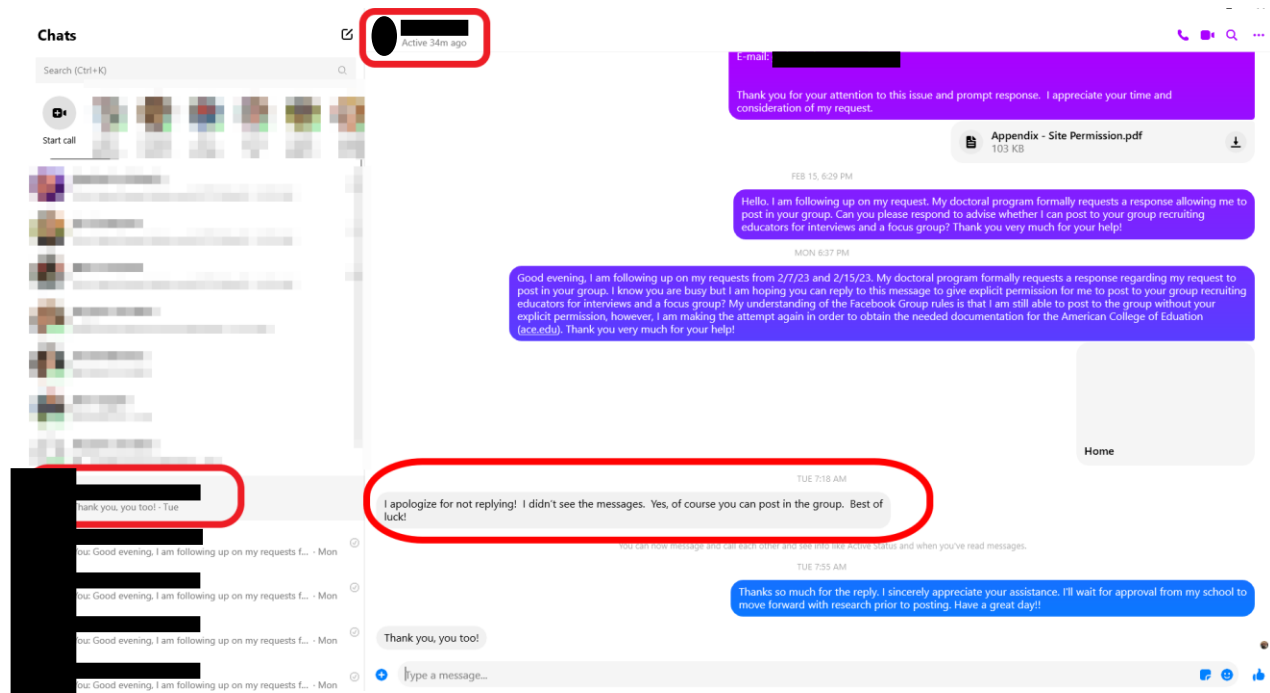 Chats
Active 34m ago
Search (Ctrl+K)
Start call
E-mail:
Thank you for your attention to this issue and prompt response. I appreciate your time and
consideration of my request.
Appendix - Site Permission.pdf
103 KB
FEB 15, 6:29 PM
Hello. I am following up on my request. My doctoral program formally requests a response allowing me to
post in your group. Can you please respond to advise whether I can post to your group recruiting
educators for interviews and a focus group? Thank you very much for your help!
MON 6:37 PM
Good evening, I am following up on my requests from 2/7/23 and 2/15/23. My doctoral program formally requests a response regarding my request to
post in your group. I know you are busy but I am hoping you can reply to this message to give explicit permission for me to post to your group recruiting
educators for interviews and a focus group? My understanding of the Facebook Group rules is that I am still able to post to the group without your
explicit permission, however, I am making the attempt again in order to obtain the needed documentation for the American College of Eduation
(ace.edu). Thank you very much for your help!
Home
TUE 7:18 AM
I apologize for not replying! I didn't see the messages. Yes, of course you can post in the group. Best of
luck!
You can now message and call each other and see info like Active Status and when you've read messages.
TUE 7:55 AM
Thanks so much for the reply. I sincerely appreciate your assistance. I'll wait for approval from my school to
move forward with research prior to posting. Have a great day!!
Thank you, you too!
Type a message...
hank you, you too! · Tue
You: Good evening, I am following up on my requests f... · Mon
You: Good evening, I am following up on my requests f... · Mon
You: Good evening, I am following up on my requests f... · Mon
You: Good evening, I am following up on my requests f... · Mon